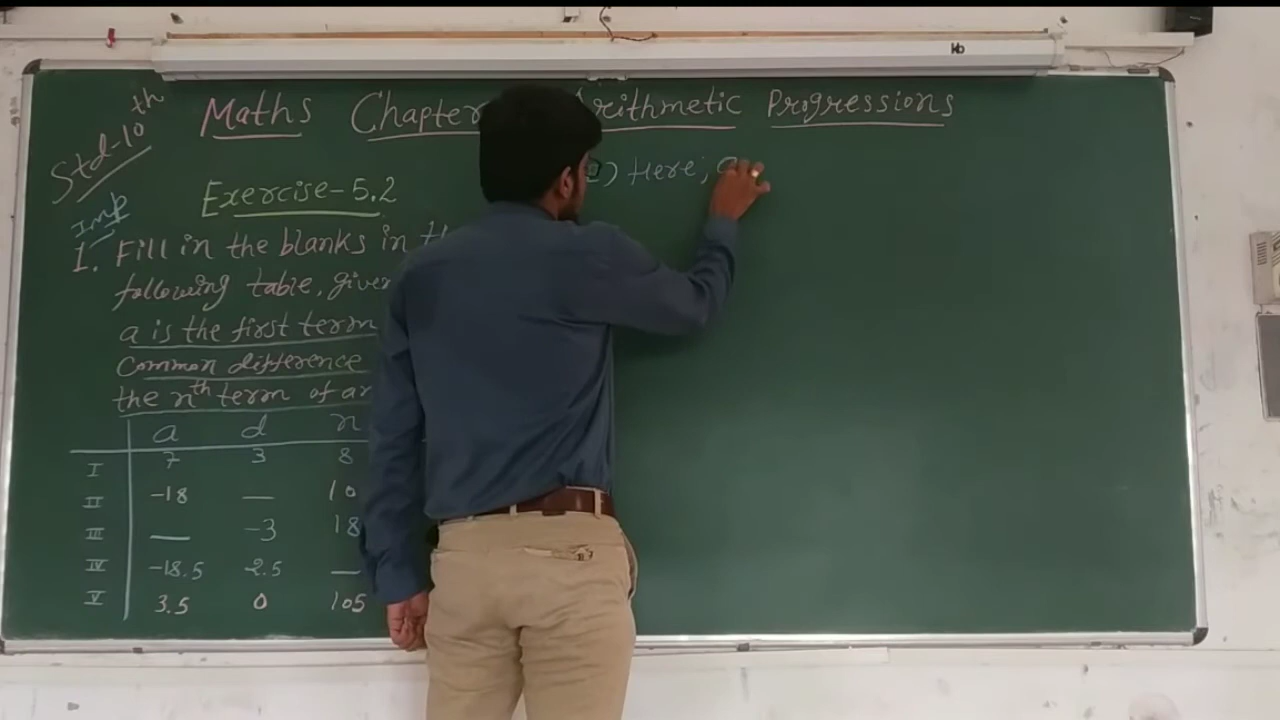 Std-10th
Maths Chapter Arithmetic Progressions
Exercise-5.2
Imp
1. Fill in the blanks in th
following table, given
a is the first term
common difference
the nth term of an
a d n
I 7 3 8
II -18 — 10
III — -3 18
IV -18.5 2.5 —
V 3.5 0 105
) Here; a